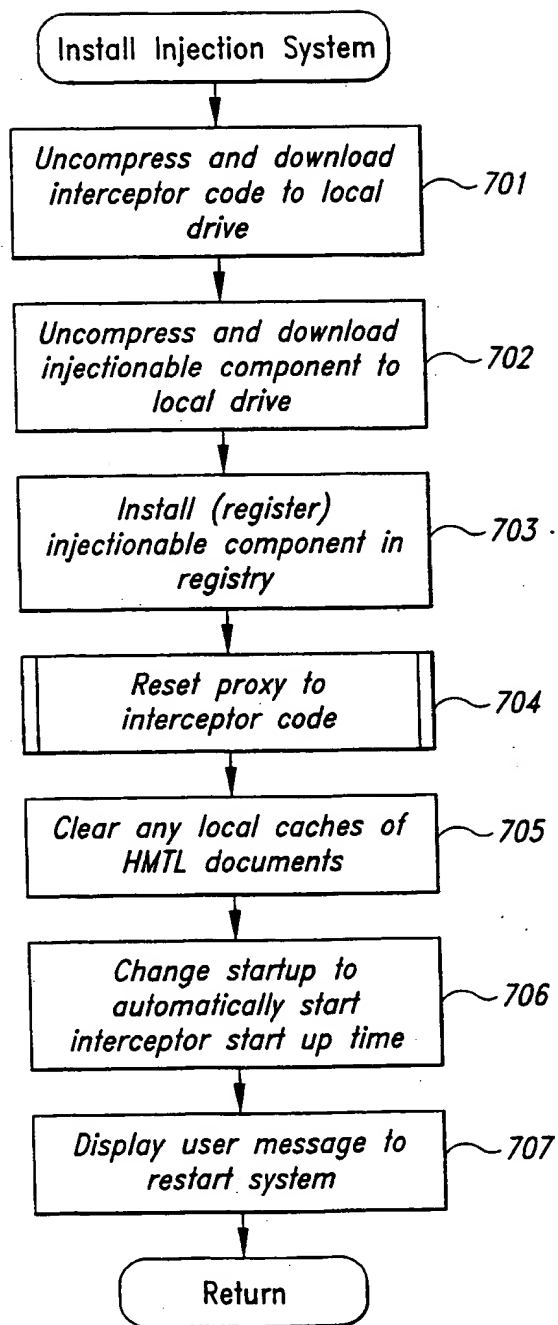 Install Injection System
Uncompress and download
interceptor code to local
drive
701
Uncompress and download
injectionable component to
local drive
702
Install (register)
injectionable component in
registry
703
Reset proxy to
interceptor code
704
Clear any local caches of
HMTL documents
705
Change startup to
automatically start
interceptor start up time
706
Display user message to
restart system
707
Return